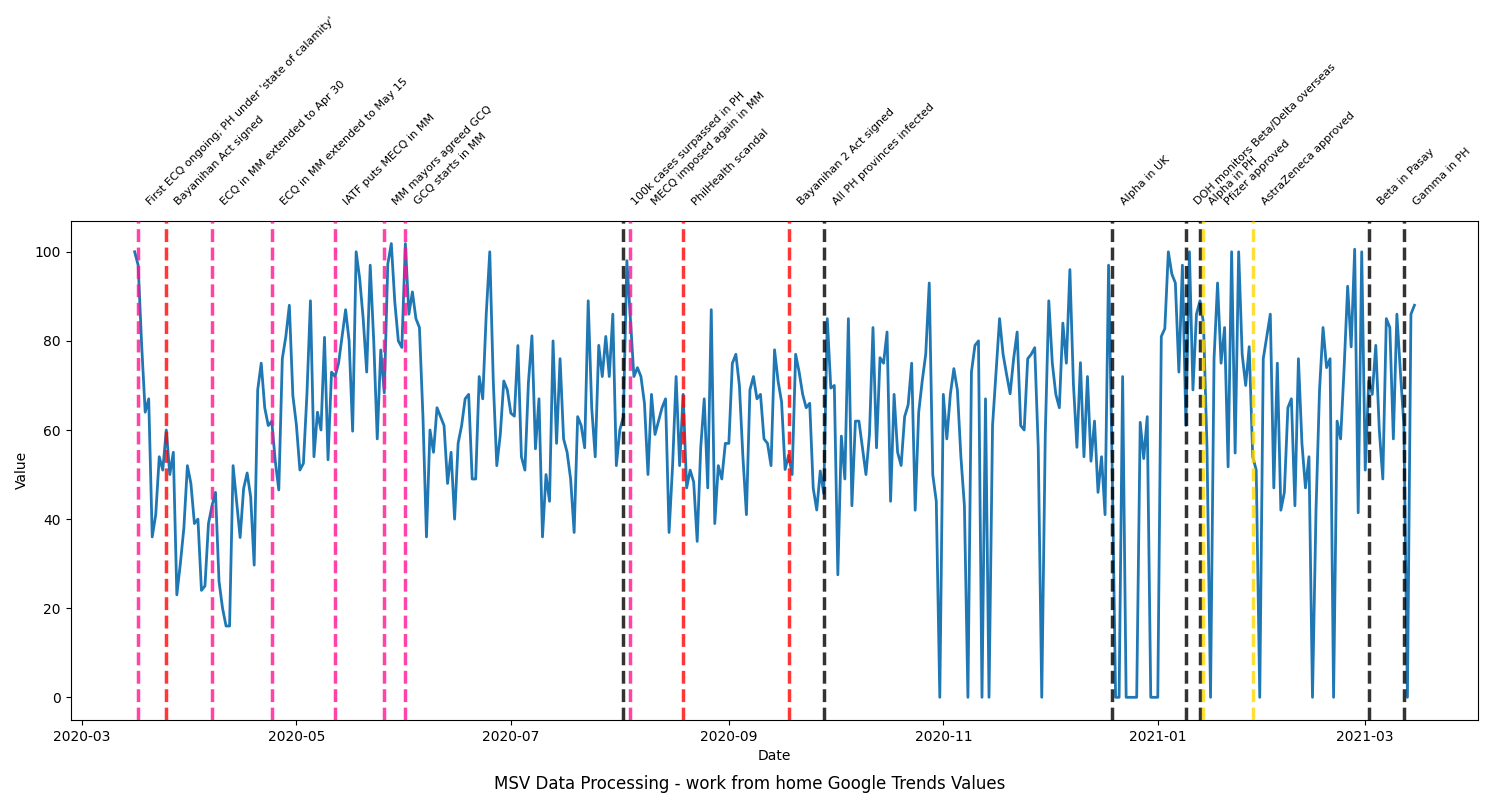 First ECQ ongoing; PH under 'state of calamity'
Bayanihan Act signed
ECQ in MM extended to Apr 30
ECQ in MM extended to May 15
IATF puts MECQ in MM
MM mayors agreed GCQ
GCQ starts in MM
100k cases surpassed in PH
MECQ imposed again in MM
PhilHealth scandal
Bayanihan 2 Act signed
All PH provinces infected
Alpha in UK
DOH monitors Beta/Delta overseas
Alpha in PH
Pfizer approved
AstraZeneca approved
Beta in Pasay
Gamma in PH
100
80
60
40
20
0
Value
2020-03
2020-05
2020-07
2020-09
2020-11
2021-01
2021-03
Date
MSV Data Processing - work from home Google Trends Values